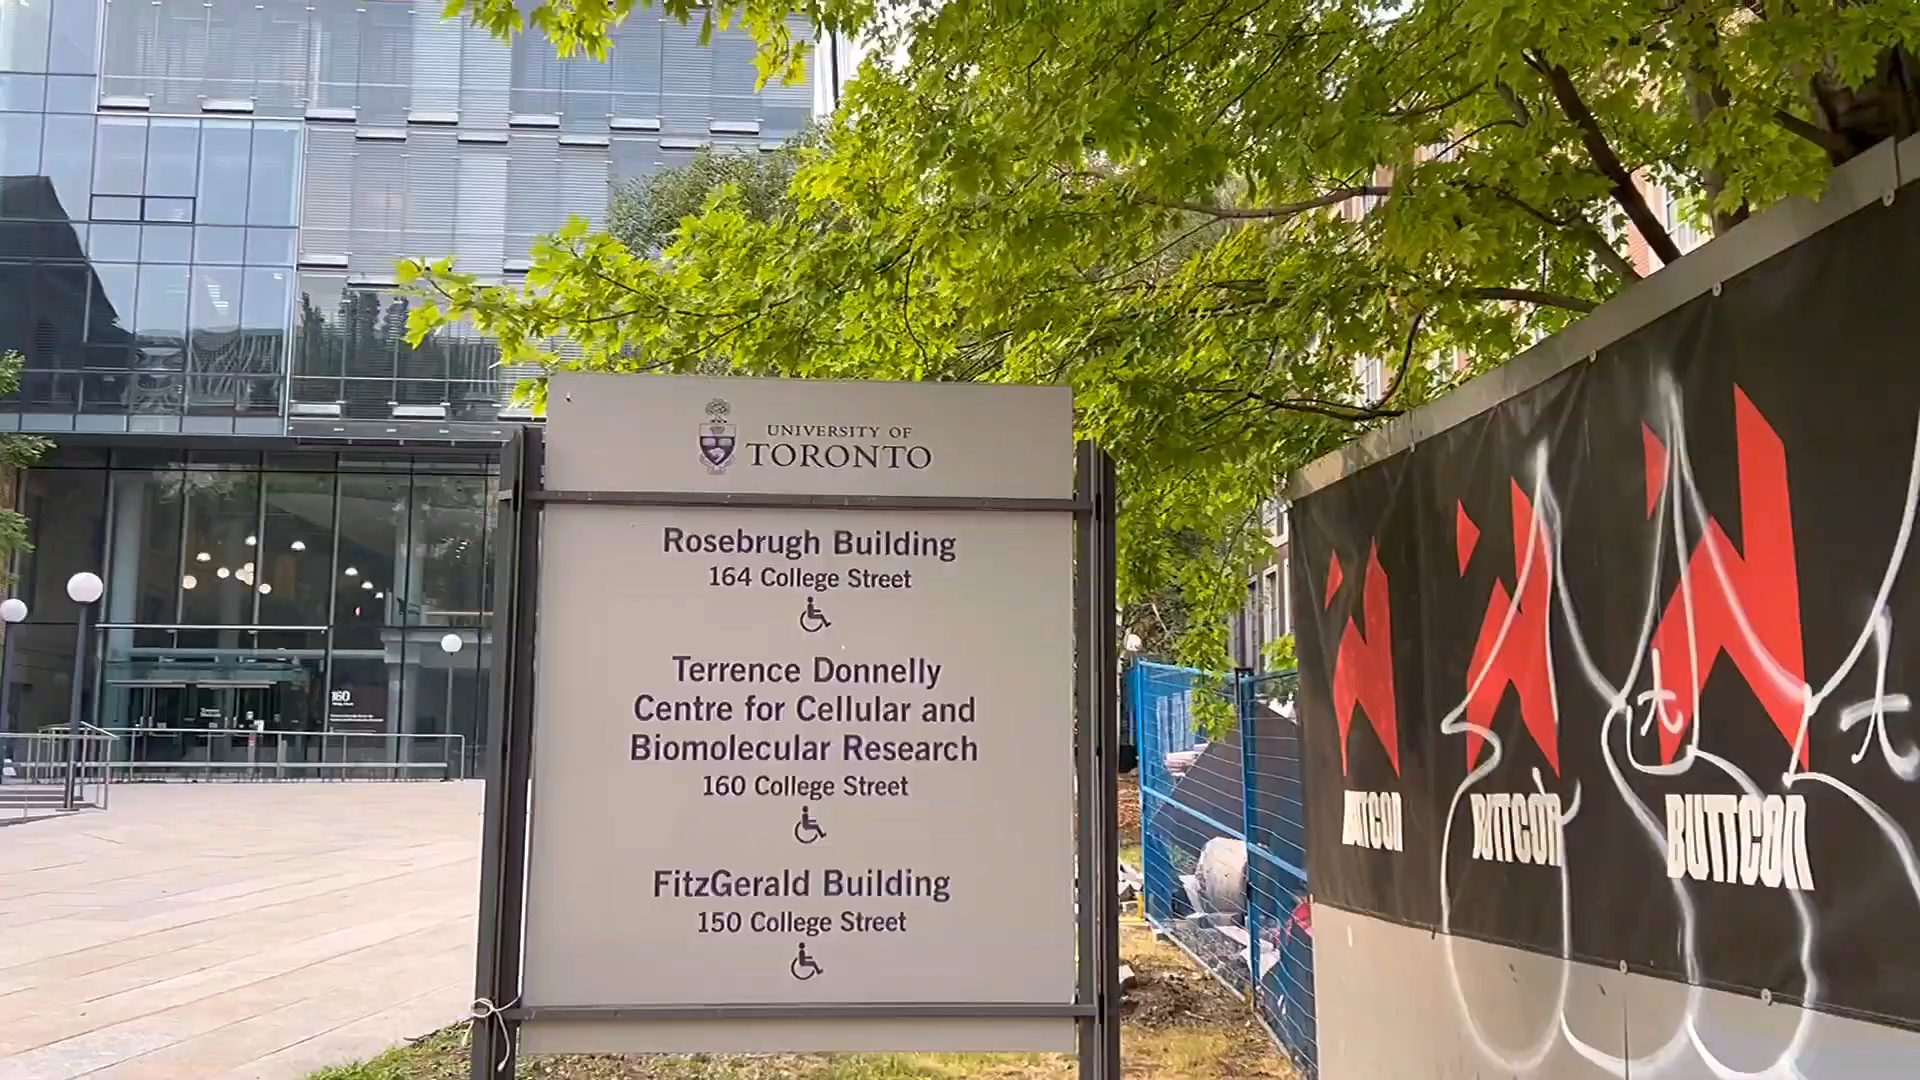 UNIVERSITY OF
TORONTO
Rosebrugh Building
164 College Street
Terrence Donnelly
Centre for Cellular and
Biomolecular Research
160 College Street
FitzGerald Building
150 College Street
160
BUTTCON
BUTTCON
BUTTCON